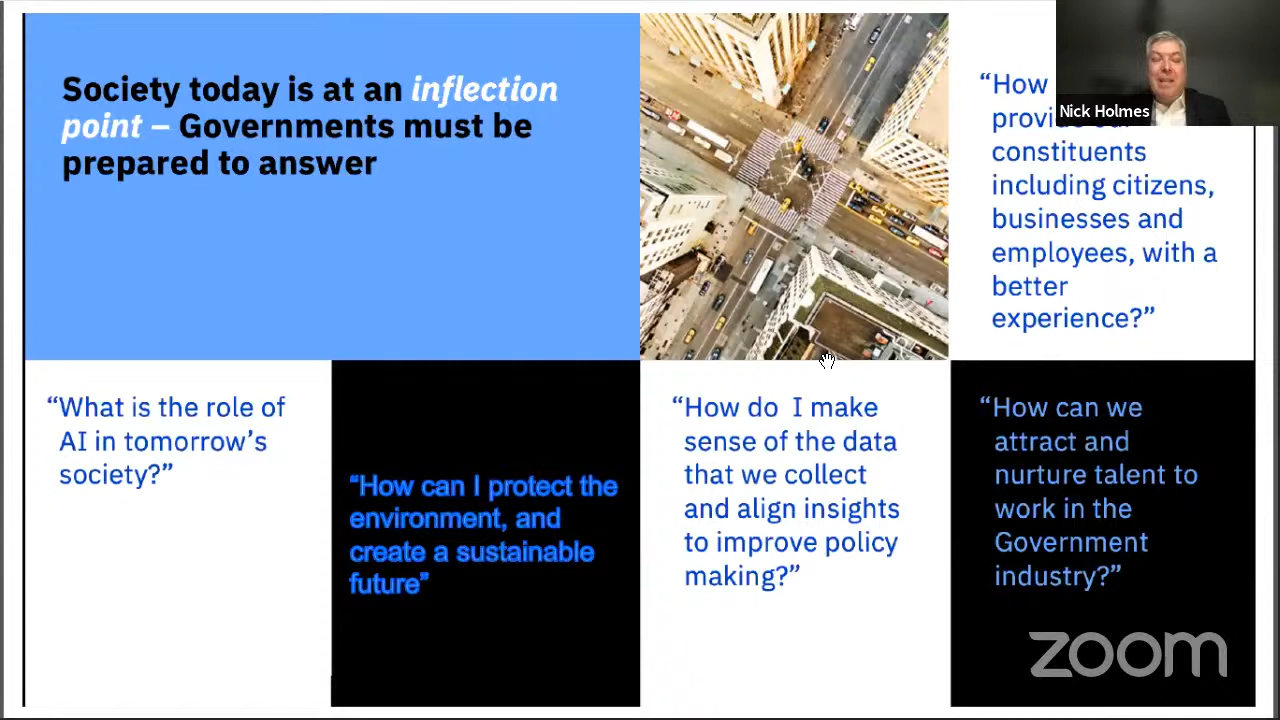 Society today is at an inflection
point – Governments must be
prepared to answer
“How
constituents
including citizens,
businesses and
employees, with a
better
experience?”
Nick Holmes
“What is the role of
AI in tomorrow’s
society?”
“How can I protect the
environment, and
create a sustainable
future”
“How do I make
sense of the data
that we collect
and align insights
to improve policy
making?”
“How can we
attract and
nurture talent to
work in the
Government
industry?”
zoom